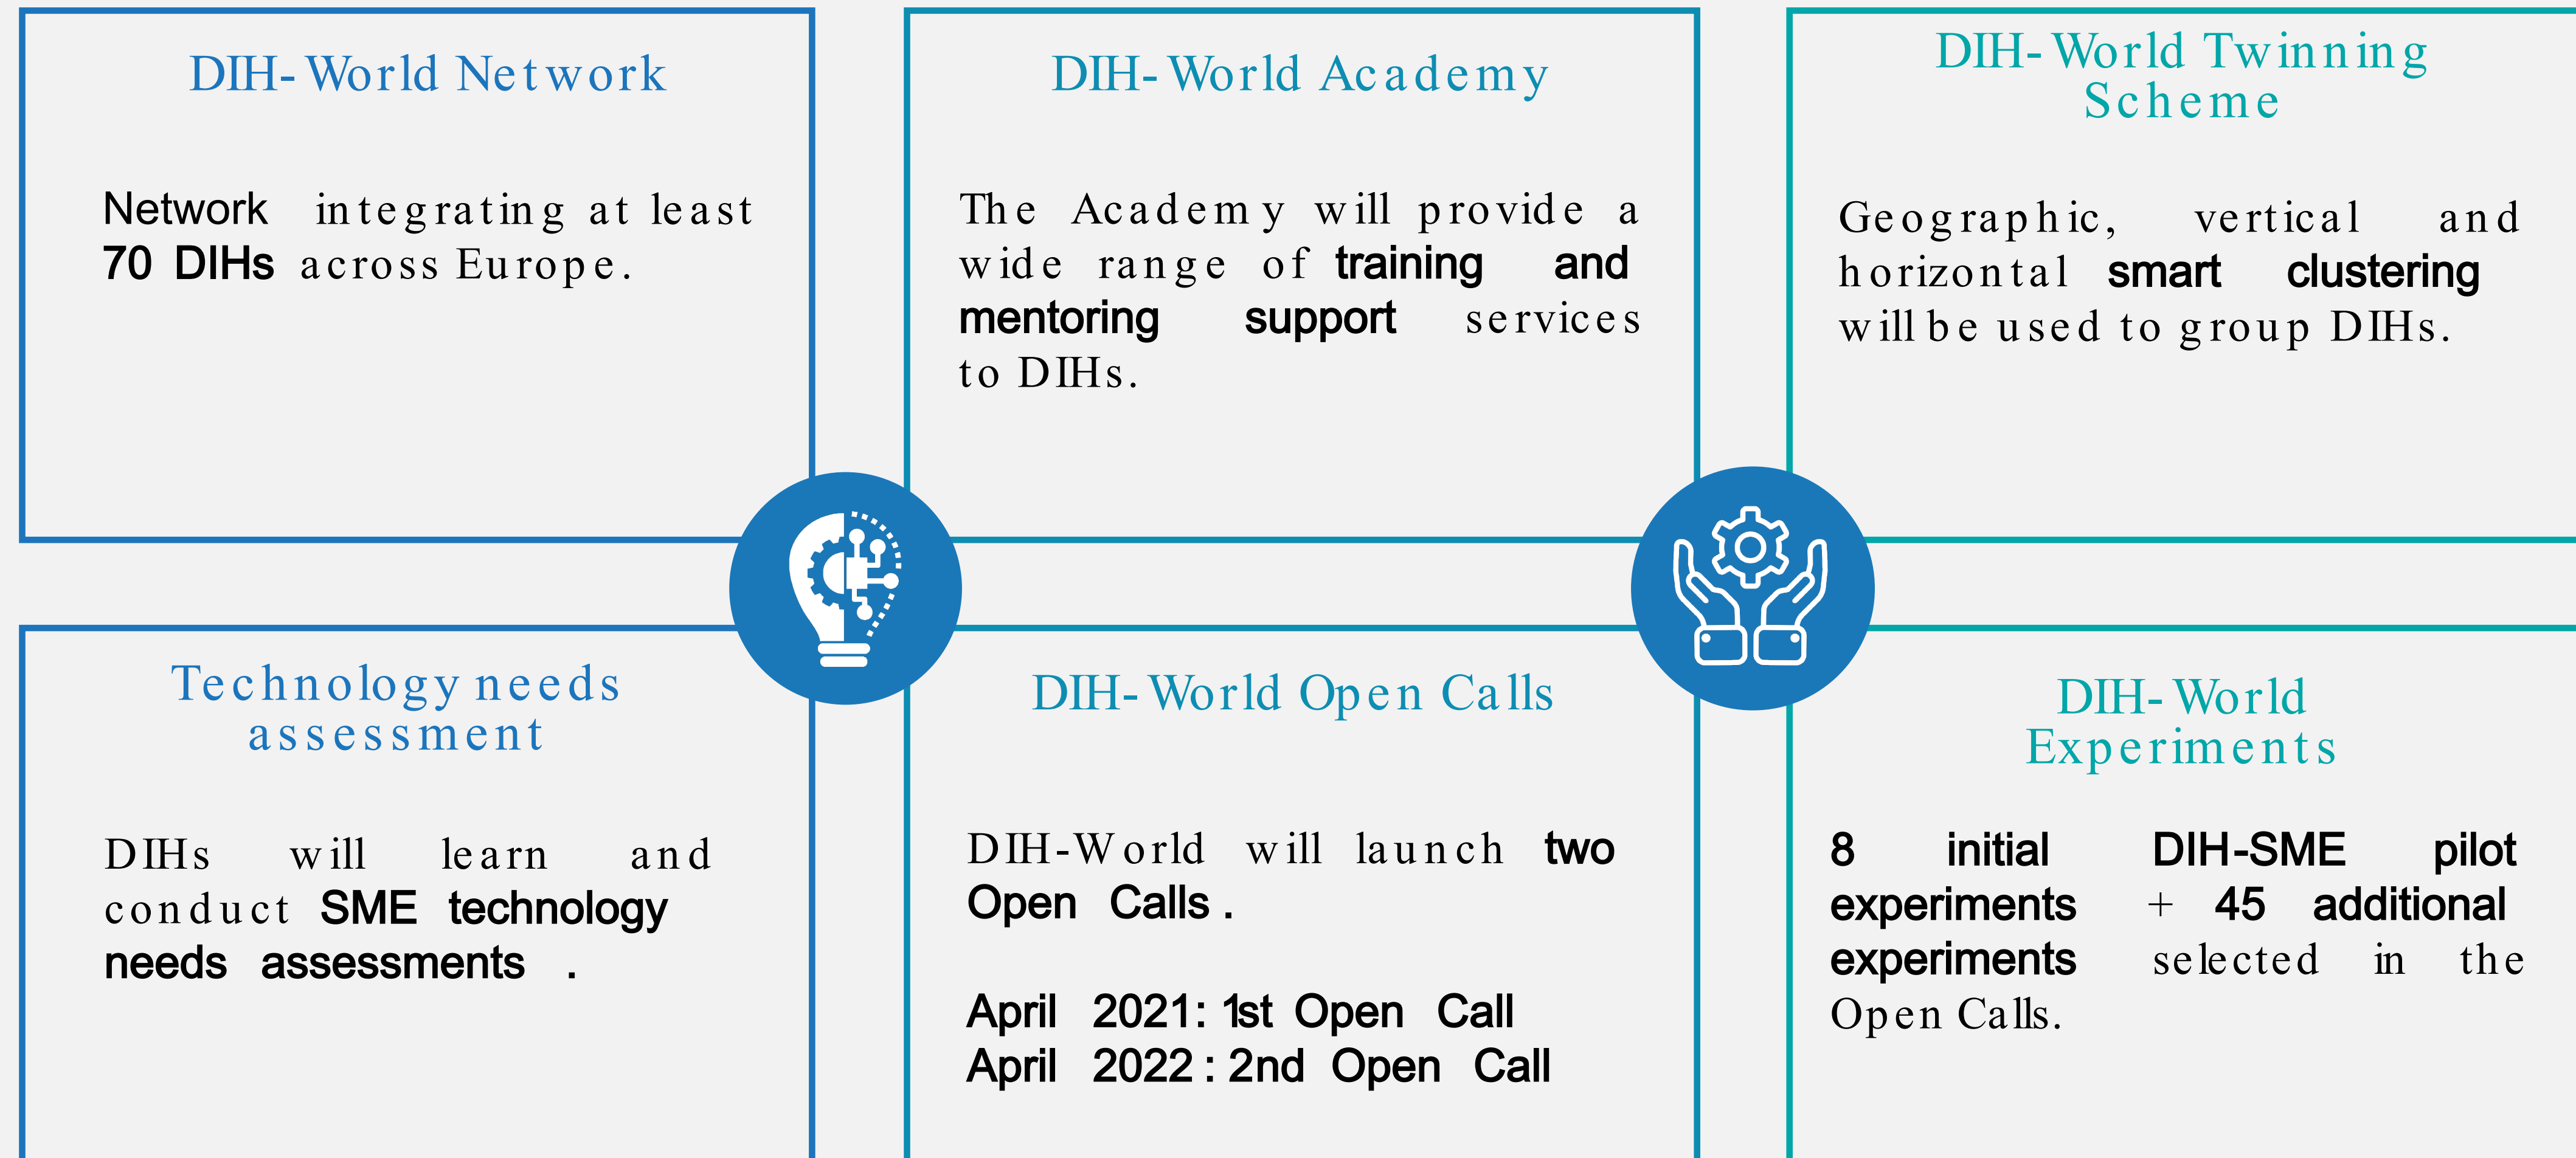 DIH-World Network
Network integrating at least
70 DIHs across Europe.
DIH-World Academy
The Academy will provide a
wide range of training and
mentoring support services
to DIHs.
DIH-World Twinning
Scheme
Geographic, vertical and
horizontal smart clustering
will be used to group DIHs.
Technology needs
assessment
DIHs will learn and
conduct SME technology
needs assessments .
DIH-World Open Calls
DIH-World will launch two
Open Calls .
April 2021: 1st Open Call
April 2022 : 2nd Open Call
DIH-World
Experiments
8 initial DIH-SME pilot
experiments + 45 additional
experiments selected in the
Open Calls.